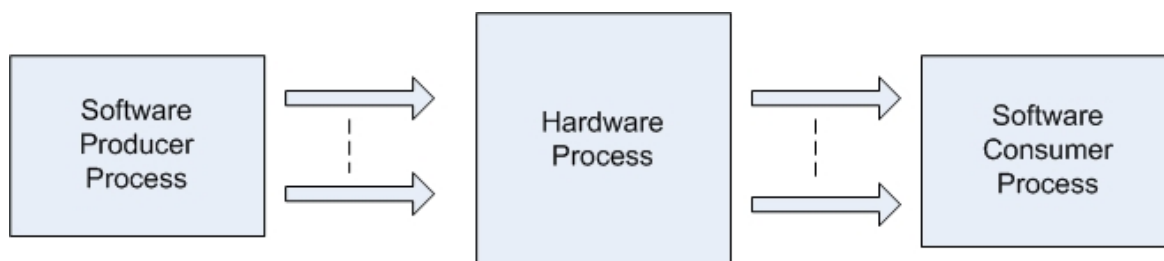 Software
Producer
Process
Hardware
Process
Software
Consumer
Process